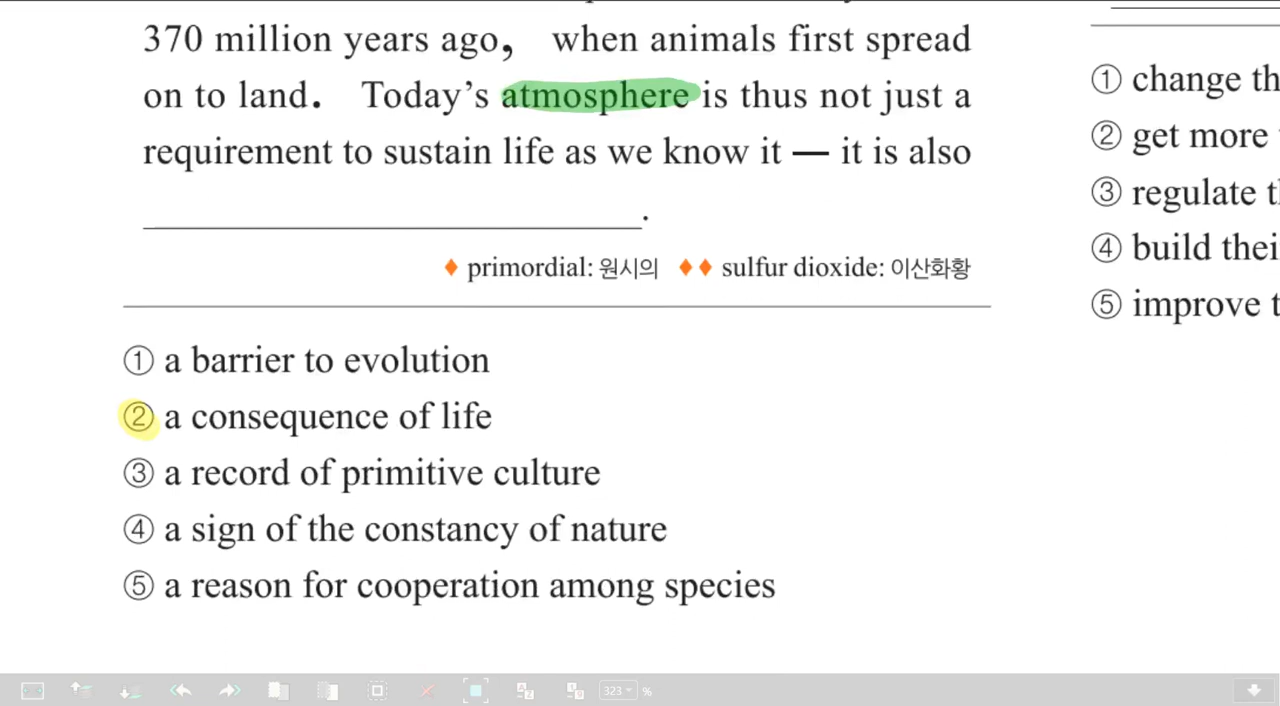 370 million years ago, when animals first spread
on to land. Today's atmosphere is thus not just a
requirement to sustain life as we know it — it is also
.
♦ primordial: 원시의 ♦♦ sulfur dioxide: 이산화황
① a barrier to evolution
② a consequence of life
③ a record of primitive culture
④ a sign of the constancy of nature
⑤ a reason for cooperation among species
① change th
② get more
③ regulate t
④ build thei
⑤ improve t
323 %